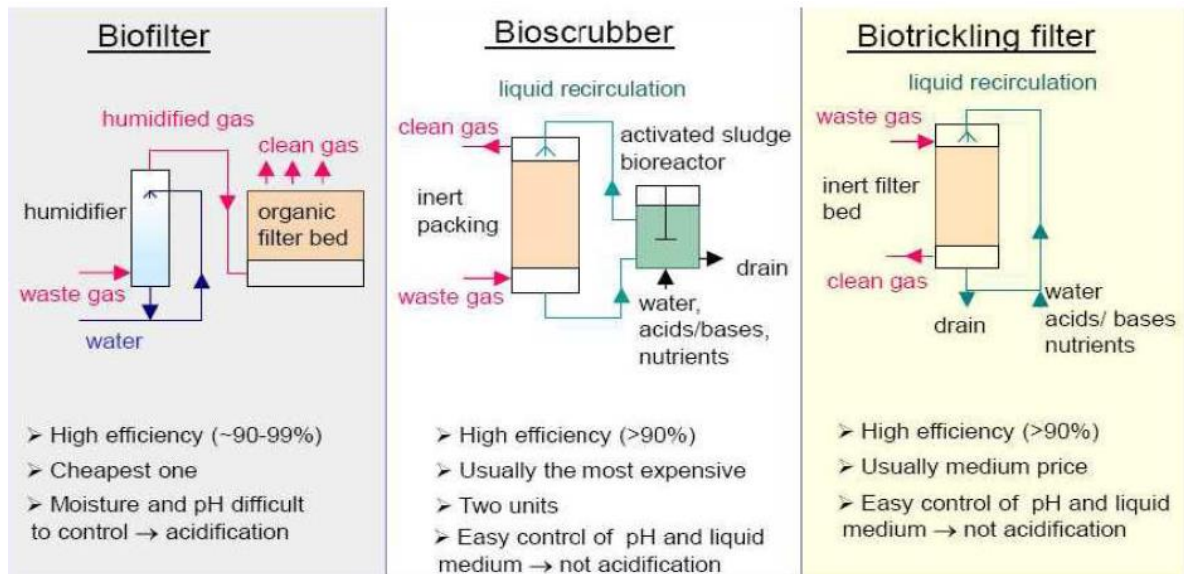 Biofilter
humidified gas
clean gas
humidifier
organic
filter bed
waste gas
water
➢ High efficiency (~90-99%)
➢ Cheapest one
➢ Moisture and pH difficult
to control → acidification
Bioscrubber
liquid recirculation
clean gas
activated sludge
bioreactor
inert
packing
drain
waste gas
water,
acids/bases,
nutrients
➢ High efficiency (>90%)
➢ Usually the most expensive
➢ Two units
➢ Easy control of pH and liquid
medium → not acidification
Biotrickling filter
liquid recirculation
waste gas
inert filter
bed
clean gas
drain
water
acids/ bases
nutrients
➢ High efficiency (>90%)
➢ Usually medium price
➢ Easy control of pH and liquid
medium → not acidification